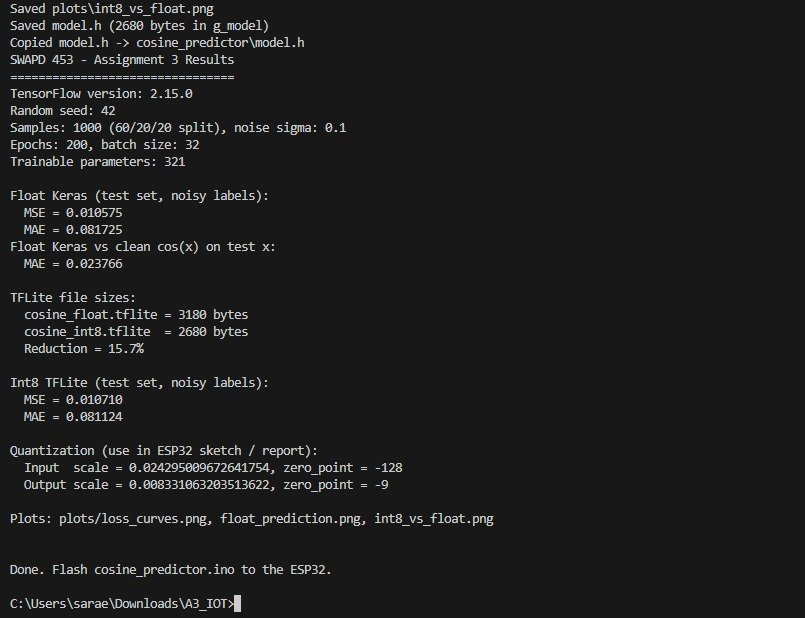 Saved plots\int8_vs_float.png
Saved model.h (2680 bytes in g_model)
Copied model.h -> cosine_predictor\model.h
SWAPD 453 - Assignment 3 Results
================================
TensorFlow version: 2.15.0
Random seed: 42
Samples: 1000 (60/20/20 split), noise sigma: 0.1
Epochs: 200, batch size: 32
Trainable parameters: 321
Float Keras (test set, noisy labels):
  MSE = 0.010575
  MAE = 0.081725
Float Keras vs clean cos(x) on test x:
  MAE = 0.023766
TFLite file sizes:
  cosine_float.tflite = 3180 bytes
  cosine_int8.tflite  = 2680 bytes
  Reduction = 15.7%
Int8 TFLite (test set, noisy labels):
  MSE = 0.010710
  MAE = 0.081124
Quantization (use in ESP32 sketch / report):
  Input  scale = 0.024295009672641754, zero_point = -128
  Output scale = 0.008331063203513622, zero_point = -9
Plots: plots/loss_curves.png, float_prediction.png, int8_vs_float.png
Done. Flash cosine_predictor.ino to the ESP32.
C:\Users\sarae\Downloads\A3_IOT>